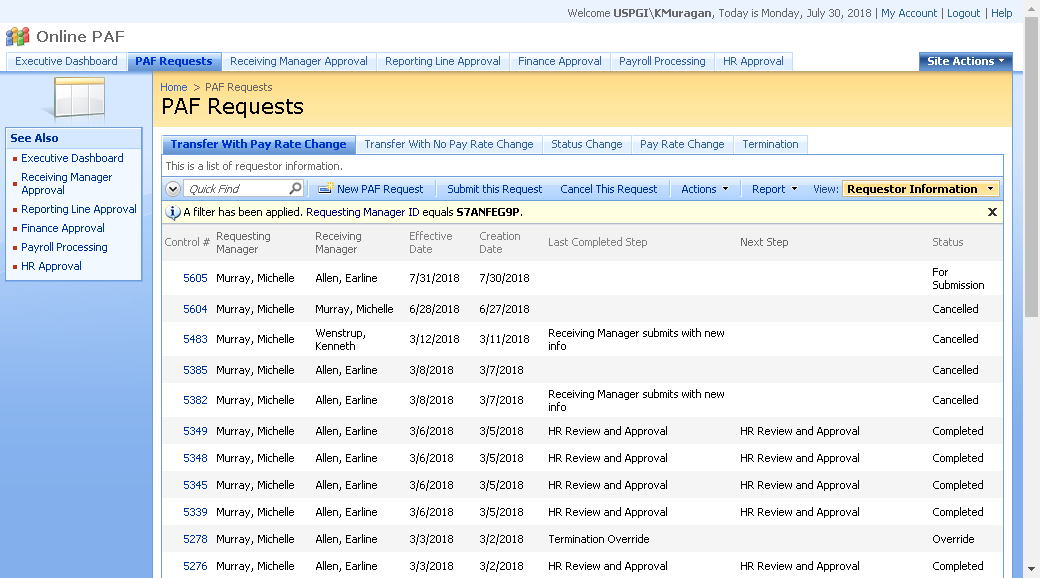 Welcome USPGI\KMuragan, Today is Monday, July 30, 2018 | My Account | Logout | Help
Online PAF
Executive Dashboard PAF Requests Receiving Manager Approval Reporting Line Approval Finance Approval Payroll Processing HR Approval Site Actions
Home > PAF Requests
PAF Requests
See Also
Executive Dashboard
Receiving Manager
Approval
Reporting Line Approval
Finance Approval
Payroll Processing
HR Approval
Transfer With Pay Rate Change Transfer With No Pay Rate Change Status Change Pay Rate Change Termination
This is a list of requestor information.
Quick Find New PAF Request Submit this Request Cancel This Request Actions Report View: Requestor Information
A filter has been applied. Requesting Manager ID equals S7ANFEG9P.
Control # Requesting Manager Receiving Manager Effective Date Creation Date Last Completed Step Next Step Status
5605 Murray, Michelle Allen, Earline 7/31/2018 7/30/2018 For Submission
5604 Murray, Michelle Murray, Michelle 6/28/2018 6/27/2018 Cancelled
5483 Murray, Michelle Wenstrup, Kenneth 3/12/2018 3/11/2018 Receiving Manager submits with new info Cancelled
5385 Murray, Michelle Allen, Earline 3/8/2018 3/7/2018 Cancelled
5382 Murray, Michelle Allen, Earline 3/8/2018 3/7/2018 Receiving Manager submits with new info Cancelled
5349 Murray, Michelle Allen, Earline 3/6/2018 3/5/2018 HR Review and Approval HR Review and Approval Completed
5348 Murray, Michelle Allen, Earline 3/6/2018 3/5/2018 HR Review and Approval HR Review and Approval Completed
5345 Murray, Michelle Allen, Earline 3/6/2018 3/5/2018 HR Review and Approval HR Review and Approval Completed
5339 Murray, Michelle Allen, Earline 3/6/2018 3/5/2018 HR Review and Approval HR Review and Approval Completed
5278 Murray, Michelle Allen, Earline 3/3/2018 3/2/2018 Termination Override Override
5276 Murray, Michelle Allen, Earline 3/3/2018 3/2/2018 HR Review and Approval HR Review and Approval Completed